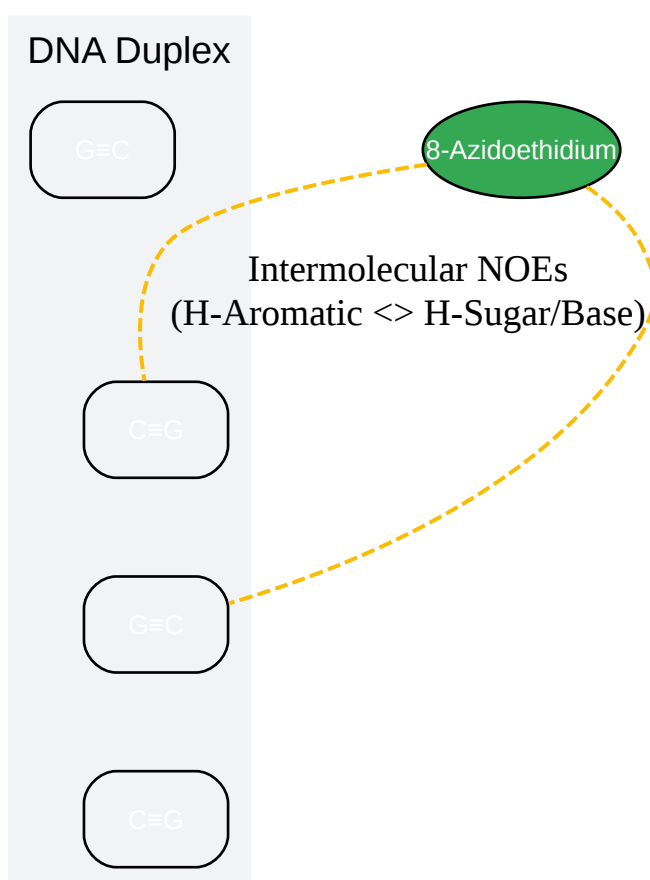 DNA Duplex
G≡C
8-Azidoethidium
Intermolecular NOEs
(H-Aromatic <> H-Sugar/Base)
C≡G
G≡C
C≡G